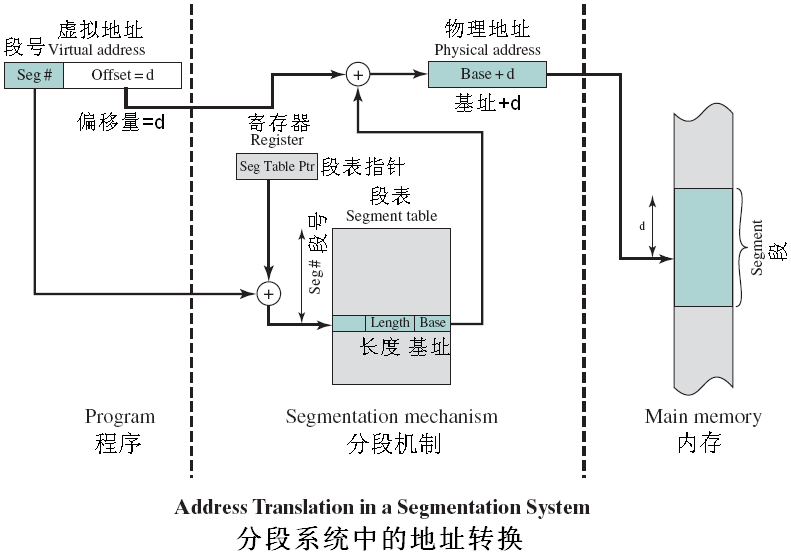 虚拟地址
段号 Virtual address
Seg #
Offset = d
偏移量=d
物理地址
Physical address
Base + d
基址+d
+
寄存器
Register
Seg Table Ptr
段表指针
段表
Segment table
Seg# 段号
+
Length
Base
长度 基址
d
Segment
段
Program
程序
Segmentation mechanism
分段机制
Main memory
内存
Address Translation in a Segmentation System
分段系统中的地址转换